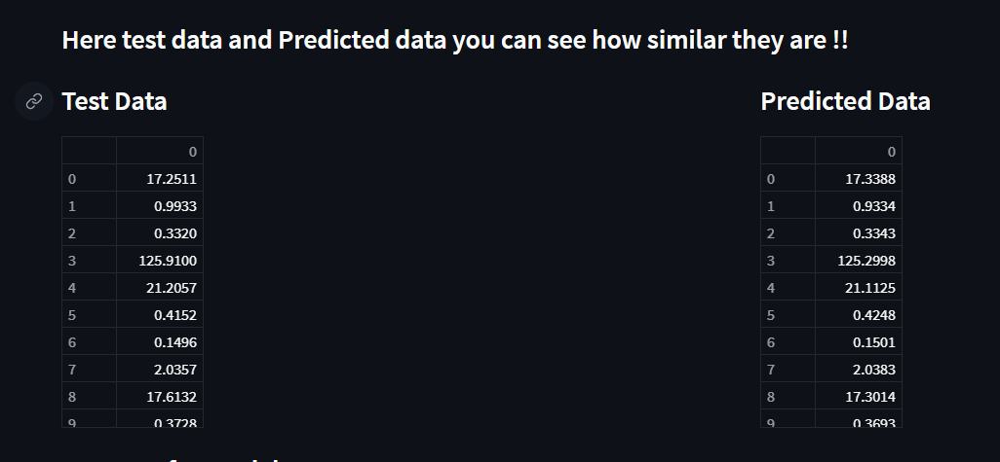 Here test data and Predicted data you can see how similar they are !!
Test Data Predicted Data
0 0
0 17.2511 0 17.3388
1 0.9933 1 0.9334
2 0.3320 2 0.3343
3 125.9100 3 125.2998
4 21.2057 4 21.1125
5 0.4152 5 0.4248
6 0.1496 6 0.1501
7 2.0357 7 2.0383
8 17.6132 8 17.3014
9 0.3728 9 0.3693